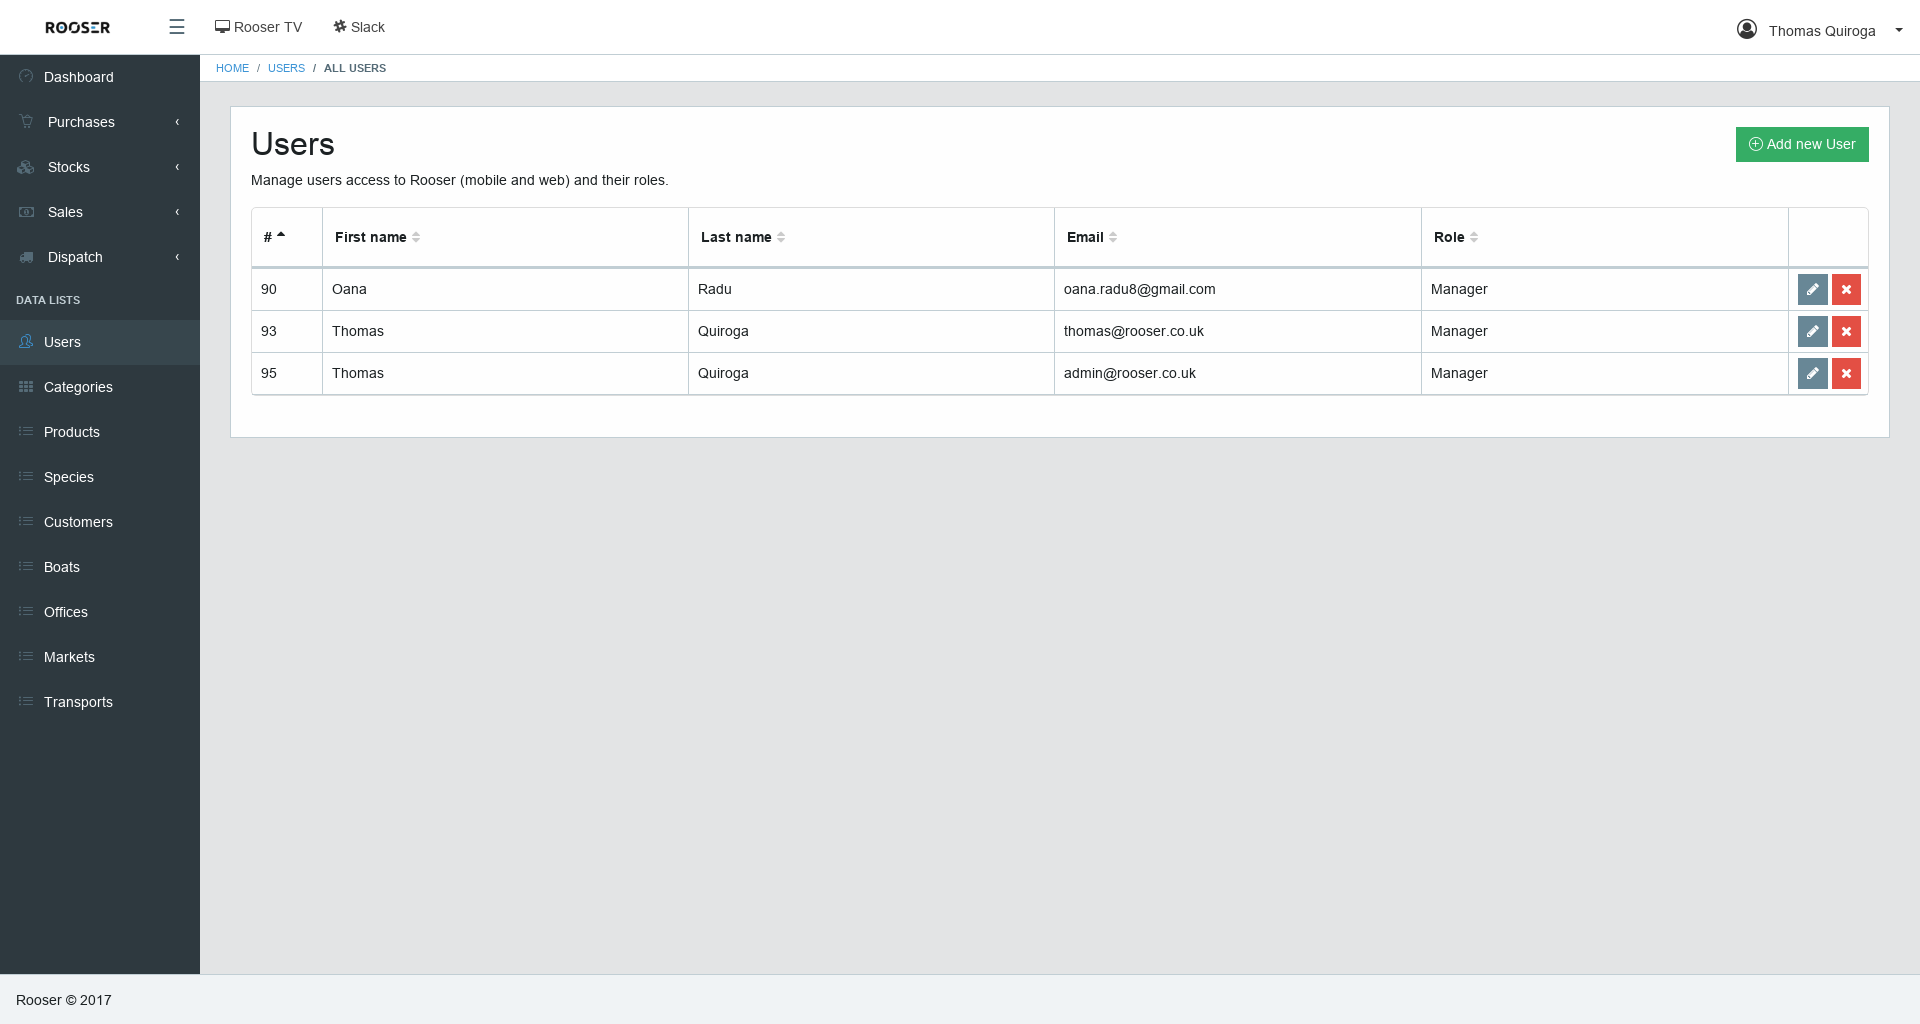 ROOSER
Rooser TV
Slack
Thomas Quiroga
HOME / USERS / ALL USERS
Dashboard
Purchases
Stocks
Sales
Dispatch
DATA LISTS
Users
Categories
Products
Species
Customers
Boats
Offices
Markets
Transports
Users
Add new User
Manage users access to Rooser (mobile and web) and their roles.
# First name Last name Email Role
90 Oana Radu oana.radu8@gmail.com Manager
93 Thomas Quiroga thomas@rooser.co.uk Manager
95 Thomas Quiroga admin@rooser.co.uk Manager
Rooser © 2017